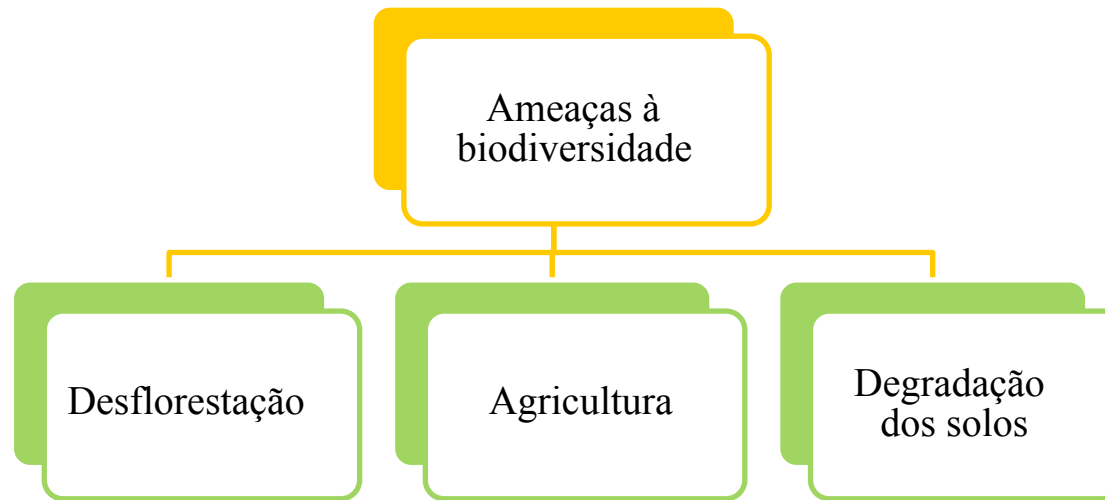 Ameaças à
biodiversidade
Desflorestação
Agricultura
Degradação
dos solos